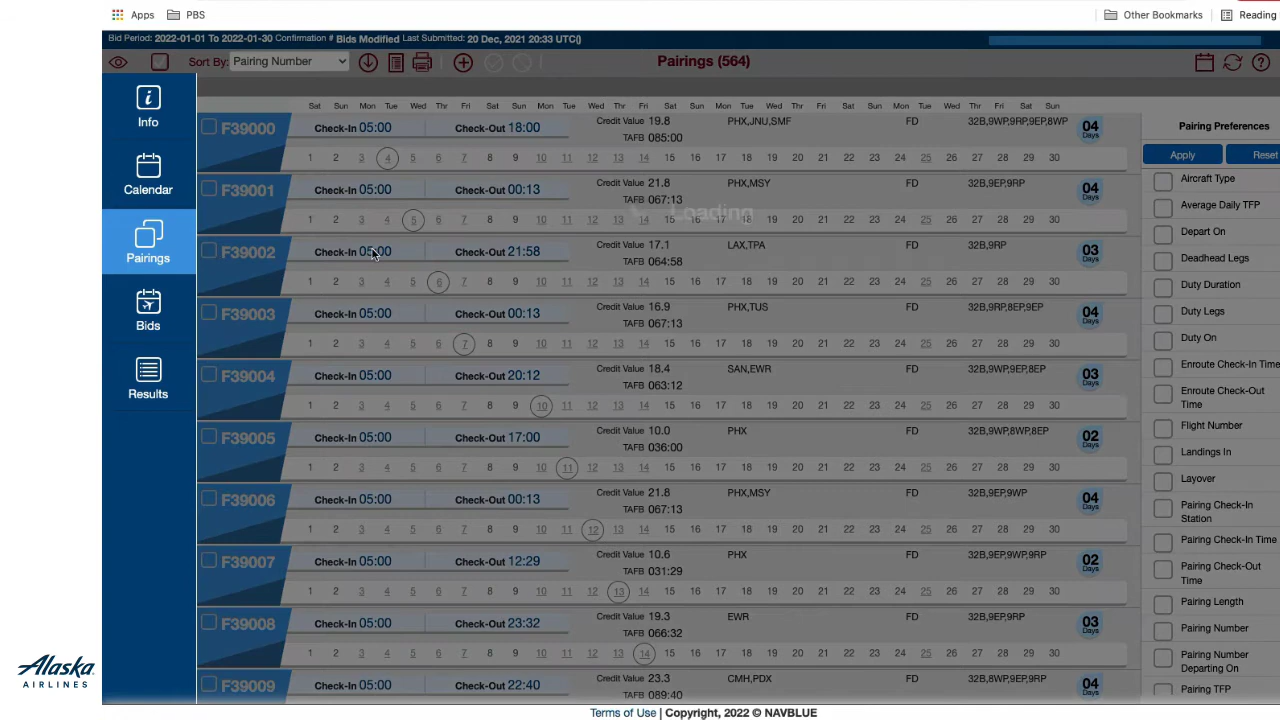 Apps PBS Other Bookmarks Reading
Bid Period: 2022-01-01 To 2022-01-30 Confirmation # Bids Modified Last Submitted: 20 Dec, 2021 20:33 UTC()
Sort By: Pairing Number Pairings (564)
Info
Calendar
Pairings
Bids
Results
Sat Sun Mon Tue Wed Thr Fri Sat Sun Mon Tue Wed Thr Fri Sat Sun Mon Tue Wed Thr Fri Sat Sun Mon Tue Wed Thr Fri Sat Sun
F39000 Check-In 05:00 Check-Out 18:00 Credit Value 19.8 PHX,JNU,SMF FD 32B,9WP,9RP,9EP,8WP 04 Days
TAFB 085:00
1 2 3 4 5 6 7 8 9 10 11 12 13 14 15 16 17 18 19 20 21 22 23 24 25 26 27 28 29 30
F39001 Check-In 05:00 Check-Out 00:13 Credit Value 21.8 PHX,MSY FD 32B,9EP,9RP 04 Days
TAFB 067:13
Loading
1 2 3 4 5 6 7 8 9 10 11 12 13 14 15 16 17 18 19 20 21 22 23 24 25 26 27 28 29 30
F39002 Check-In 05:00 Check-Out 21:58 Credit Value 17.1 LAX,TPA FD 32B,9RP 03 Days
TAFB 064:58
1 2 3 4 5 6 7 8 9 10 11 12 13 14 15 16 17 18 19 20 21 22 23 24 25 26 27 28 29 30
F39003 Check-In 05:00 Check-Out 00:13 Credit Value 16.9 PHX,TUS FD 32B,9RP,8EP,9EP 04 Days
TAFB 067:13
1 2 3 4 5 6 7 8 9 10 11 12 13 14 15 16 17 18 19 20 21 22 23 24 25 26 27 28 29 30
F39004 Check-In 05:00 Check-Out 20:12 Credit Value 18.4 SAN,EWR FD 32B,9WP,9EP,8EP 03 Days
TAFB 063:12
1 2 3 4 5 6 7 8 9 10 11 12 13 14 15 16 17 18 19 20 21 22 23 24 25 26 27 28 29 30
F39005 Check-In 05:00 Check-Out 17:00 Credit Value 10.0 PHX FD 32B,9WP,8WP,8EP 02 Days
TAFB 036:00
1 2 3 4 5 6 7 8 9 10 11 12 13 14 15 16 17 18 19 20 21 22 23 24 25 26 27 28 29 30
F39006 Check-In 05:00 Check-Out 00:13 Credit Value 21.8 PHX,MSY FD 32B,9EP,9WP 04 Days
TAFB 067:13
1 2 3 4 5 6 7 8 9 10 11 12 13 14 15 16 17 18 19 20 21 22 23 24 25 26 27 28 29 30
F39007 Check-In 05:00 Check-Out 12:29 Credit Value 10.6 PHX FD 32B,9EP,9WP,9RP 02 Days
TAFB 031:29
1 2 3 4 5 6 7 8 9 10 11 12 13 14 15 16 17 18 19 20 21 22 23 24 25 26 27 28 29 30
F39008 Check-In 05:00 Check-Out 23:32 Credit Value 19.3 EWR FD 32B,9WP,9EP,9RP 03 Days
TAFB 066:32
1 2 3 4 5 6 7 8 9 10 11 12 13 14 15 16 17 18 19 20 21 22 23 24 25 26 27 28 29 30
F39009 Check-In 05:00 Check-Out 22:40 Credit Value 23.3 CMH,PDX FD 32B,8WP,9EP,9RP 04 Days
TAFB 089:40
Pairing Preferences
Apply Reset
Aircraft Type
Average Daily TFP
Depart On
Deadhead Legs
Duty Duration
Duty Legs
Duty On
Enroute Check-In Time
Enroute Check-Out
Time
Flight Number
Landings In
Layover
Pairing Check-In
Station
Pairing Check-In Time
Pairing Check-Out
Time
Pairing Length
Pairing Number
Pairing Number
Departing On
Pairing TFP
Alaska
AIRLINES
Terms of Use | Copyright, 2022 © NAVBLUE